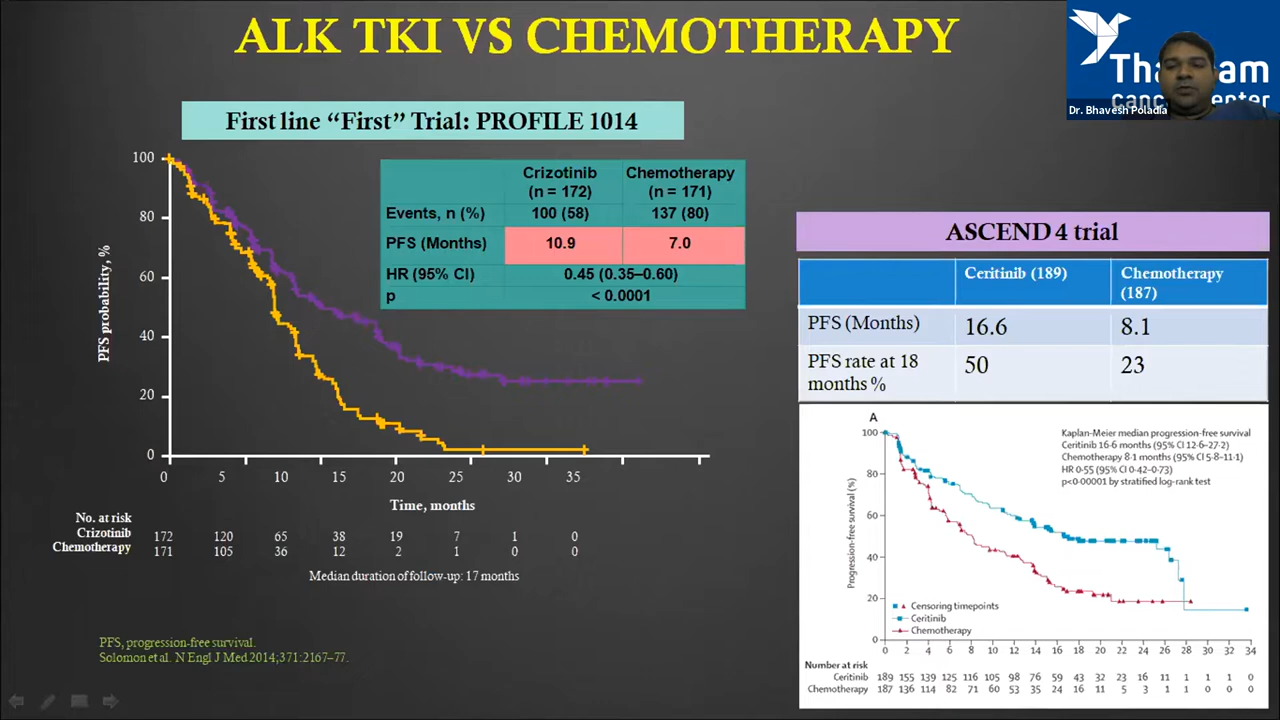 ALK TKI VS CHEMOTHERAPY
Dr. Bhavesh Poladia
First line “First” Trial: PROFILE 1014
Crizotinib Chemotherapy
(n = 172) (n = 171)
Events, n (%) 100 (58) 137 (80)
PFS (Months) 10.9 7.0
HR (95% CI) 0.45 (0.35–0.60)
p < 0.0001
PFS probability, %
100
80
60
40
20
0
0 5 10 15 20 25 30 35
Time, months
No. at risk
Crizotinib 172 120 65 38 19 7 1 0
Chemotherapy 171 105 36 12 2 1 0 0
Median duration of follow-up: 17 months
PFS, progression-free survival.
Solomon et al. N Engl J Med 2014;371:2167–77.
ASCEND 4 trial
Ceritinib (189) Chemotherapy
(187)
PFS (Months) 16.6 8.1
PFS rate at 18 50 23
months %
A
Kaplan-Meier median progression-free survival
Ceritinib 16·6 months (95% CI 12·6–27·2)
Chemotherapy 8·1 months (95% CI 5·8–11·1)
HR 0·55 (95% CI 0·42–0·73)
p<0·00001 by stratified log-rank test
Progression-free survival (%)
100
80
60
40
20
0
Censoring timepoints
Ceritinib
Chemotherapy
0 2 4 6 8 10 12 14 16 18 20 22 24 26 28 30 32 34
Number at risk
Ceritinib 189 155 139 125 116 105 98 76 59 43 32 23 16 11 1 1 1 0
Chemotherapy 187 136 114 82 71 60 53 35 24 16 11 5 3 1 1 0 0 0